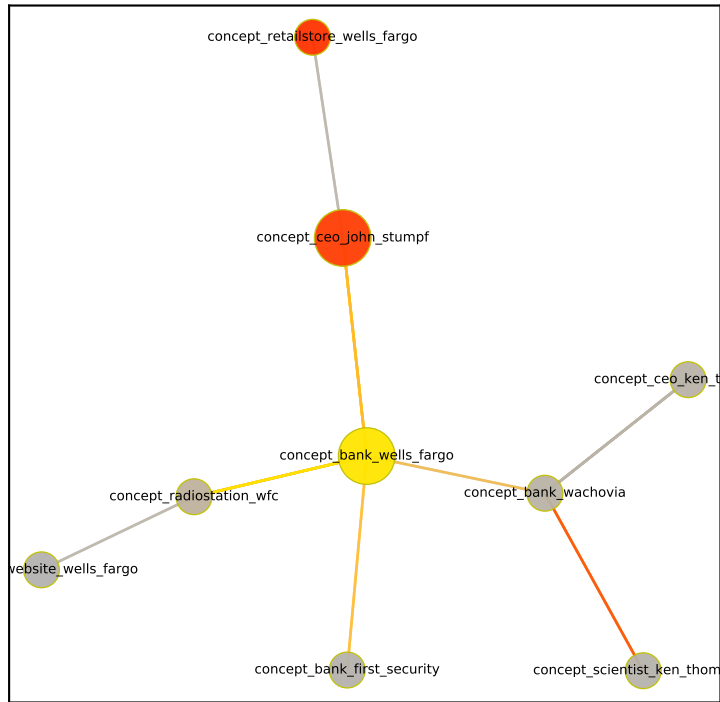 concept_retailstore_wells_fargo
concept_ceo_john_stumpf
concept_ceo_ken_t
concept_bank_wells_fargo
concept_radiostation_wfc
concept_bank_wachovia
website_wells_fargo
concept_bank_first_security
concept_scientist_ken_thom